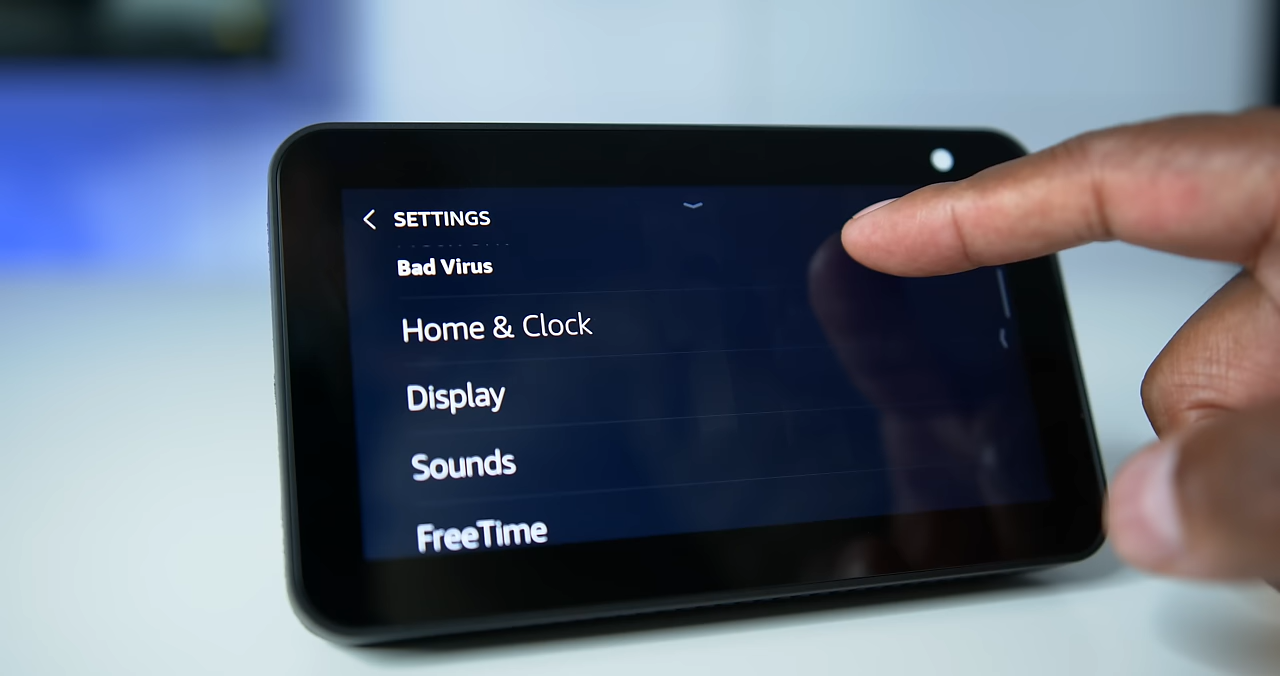 SETTINGS
Bad Virus
Home & Clock
Display
Sounds
FreeTime